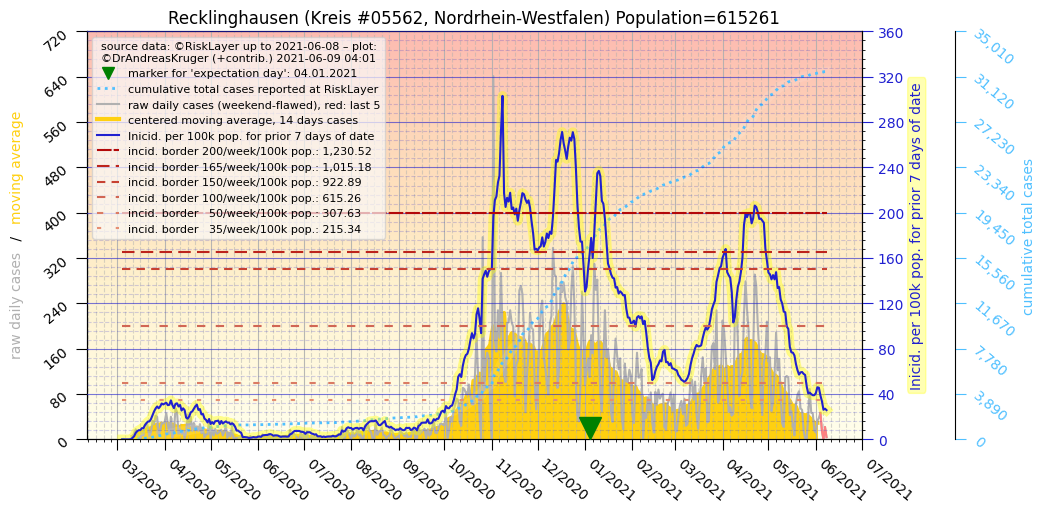 Recklinghausen (Kreis #05562, Nordrhein-Westfalen) Population=615261
source data: ©RiskLayer up to 2021-06-08 – plot:
©DrAndreasKruger (+contrib.) 2021-06-09 04:01
marker for 'expectation day': 04.01.2021
cumulative total cases reported at RiskLayer
raw daily cases (weekend-flawed), red: last 5
centered moving average, 14 days cases
Inicid. per 100k pop. for prior 7 days of date
incid. border 200/week/100k pop.: 1,230.52
incid. border 165/week/100k pop.: 1,015.18
incid. border 150/week/100k pop.: 922.89
incid. border 100/week/100k pop.: 615.26
incid. border   50/week/100k pop.: 307.63
incid. border   35/week/100k pop.: 215.34
raw daily cases / moving average
720
640
560
480
400
320
240
160
80
0
360
320
280
240
200
160
120
80
40
0
Inicid. per 100k pop. for prior 7 days of date
35,010
31,120
27,230
23,340
19,450
15,560
11,670
7,780
3,890
0
cumulative total cases
03/2020
04/2020
05/2020
06/2020
07/2020
08/2020
09/2020
10/2020
11/2020
12/2020
01/2021
02/2021
03/2021
04/2021
05/2021
06/2021
07/2021